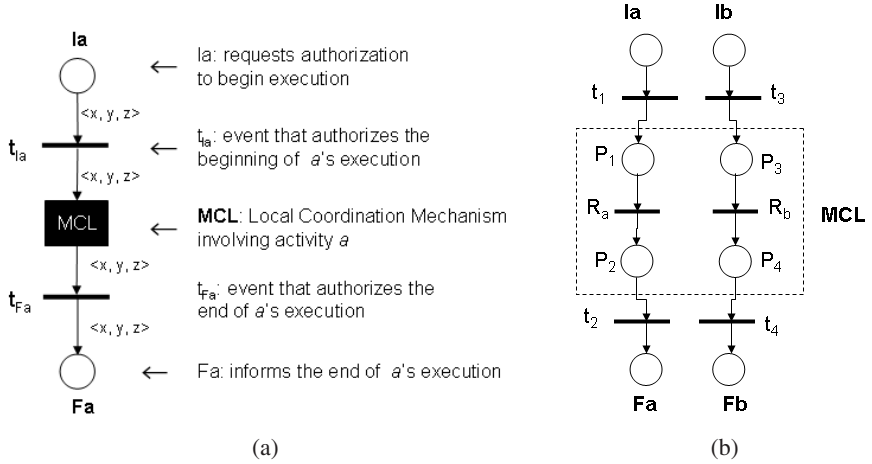 Ia
Ia: requests authorization
to begin execution
<x, y, z>
tIa
tIa: event that authorizes the
beginning of a's execution
<x, y, z>
MCL
MCL: Local Coordination Mechanism
involving activity a
<x, y, z>
tFa
tFa: event that authorizes the
end of a's execution
<x, y, z>
Fa: informs the end of a's execution
Fa
(a)
Ia Ib
t1 t3
P1 P3
Ra Rb
MCL
P2 P4
t2 t4
Fa Fb
(b)